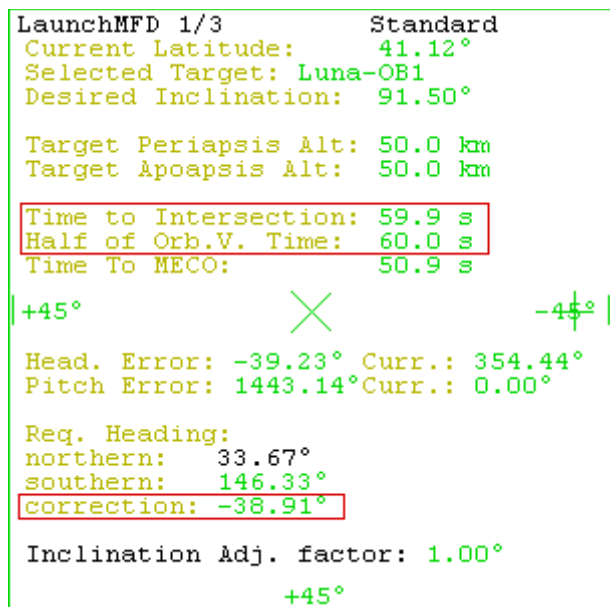 LaunchMFD 1/3 Standard
Current Latitude: 41.12°
Selected Target: Luna-OB1
Desired Inclination: 91.50°
Target Periapsis Alt: 50.0 km
Target Apoapsis Alt: 50.0 km
Time to Intersection: 59.9 s
Half of Orb.V. Time: 60.0 s
Time To MECO: 50.9 s
+45° -45°
Head. Error: -39.23° Curr.: 354.44°
Pitch Error: 1443.14°Curr.: 0.00°
Req. Heading:
northern: 33.67°
southern: 146.33°
correction: -38.91°
Inclination Adj. factor: 1.00°
+45°